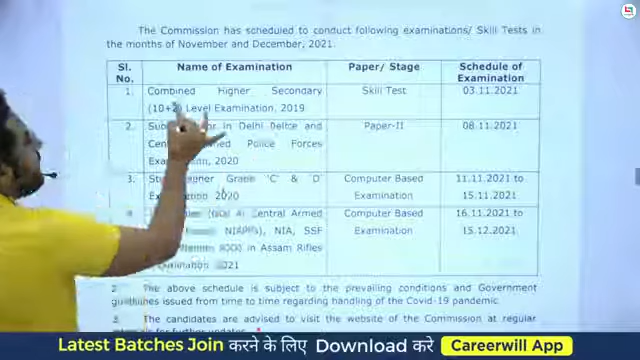 The Commission has scheduled to conduct following examinations/ Skill Tests in
the months of November and December, 2021.
Sl. No. Name of Examination Paper/ Stage Schedule of Examination
1. Combined Higher Secondary Skill Test 03.11.2021
(10+2) Level Examination, 2019
2. in Delhi Police and Paper-II 08.11.2021
Police Forces
2020
3. Grade 'C' & 'D' Computer Based 11.11.2021 to
2020 Examination 15.11.2021
Central Armed Computer Based 16.11.2021 to
NIA, SSF Examination 15.12.2021
in Assam Rifles
2021
2. The above schedule is subject to the prevailing conditions and Government
guidelines issued from time to time regarding handling of the Covid-19 pandemic
3. The candidates are advised to visit the website of the Commission at regular
for further updates
Latest Batches Join करने के लिए Download करे Careerwill App